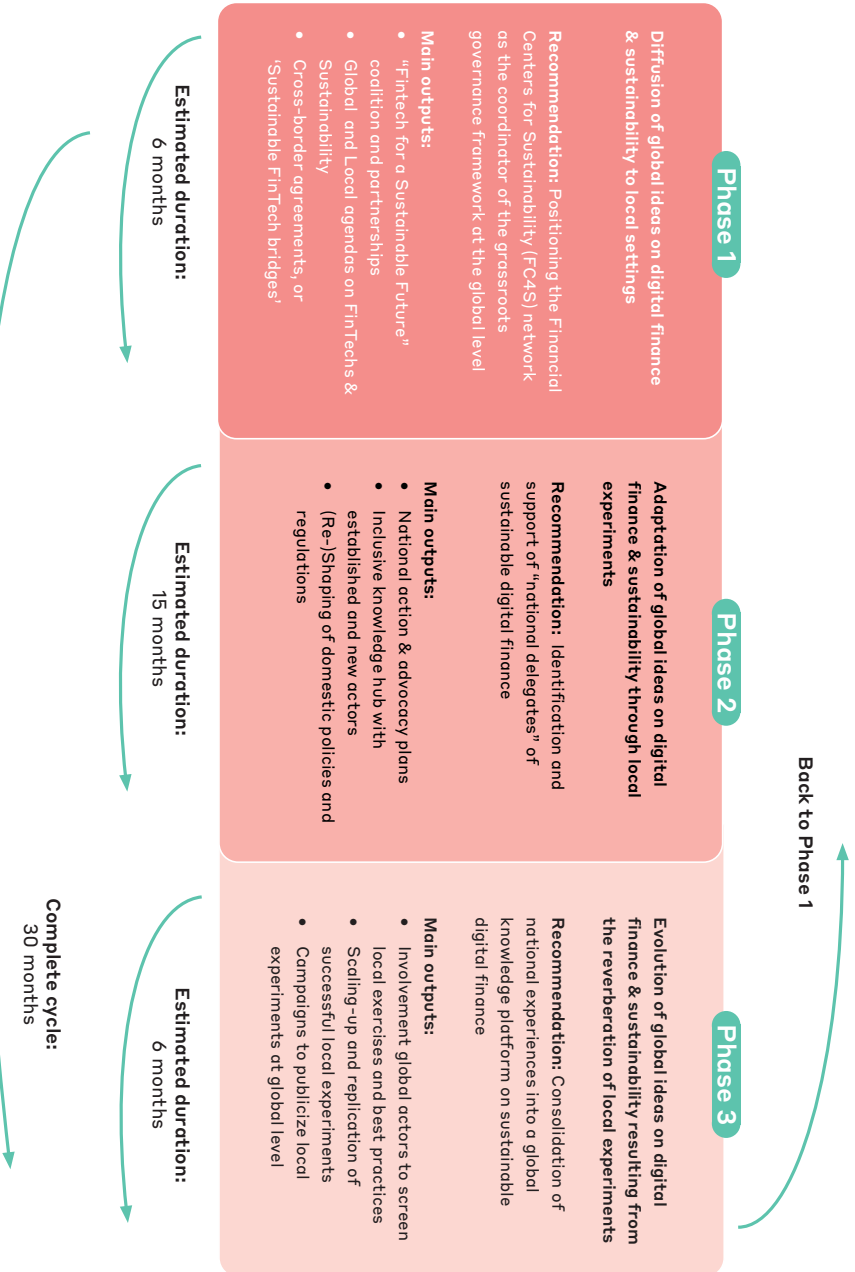 Back to Phase 1
Phase 1
Diffusion of global ideas on digital finance
& sustainability to local settings
Recommendation: Positioning the Financial
Centers for Sustainability (FC4S) network
as the coordinator of the grassroots
governance framework at the global level
Main outputs:
• “Fintech for a Sustainable Future”
coalition and partnerships
• Global and Local agendas on FinTechs &
Sustainability
• Cross-border agreements, or
‘Sustainable FinTech bridges’
Estimated duration:
6 months
Phase 2
Adaptation of global ideas on digital
finance & sustainability through local
experiments
Recommendation: Identification and
support of “national delegates” of
sustainable digital finance
Main outputs:
• National action & advocacy plans
• Inclusive knowledge hub with
established and new actors
• (Re-)Shaping of domestic policies and
regulations
Estimated duration:
15 months
Phase 3
Evolution of global ideas on digital
finance & sustainability resulting from
the reverberation of local experiments
Recommendation: Consolidation of
national experiences into a global
knowledge platform on sustainable
digital finance
Main outputs:
• Involvement global actors to screen
local exercises and best practices
• Scaling-up and replication of
successful local experiments
• Campaigns to publicize local
experiments at global level
Estimated duration:
6 months
Complete cycle:
30 months